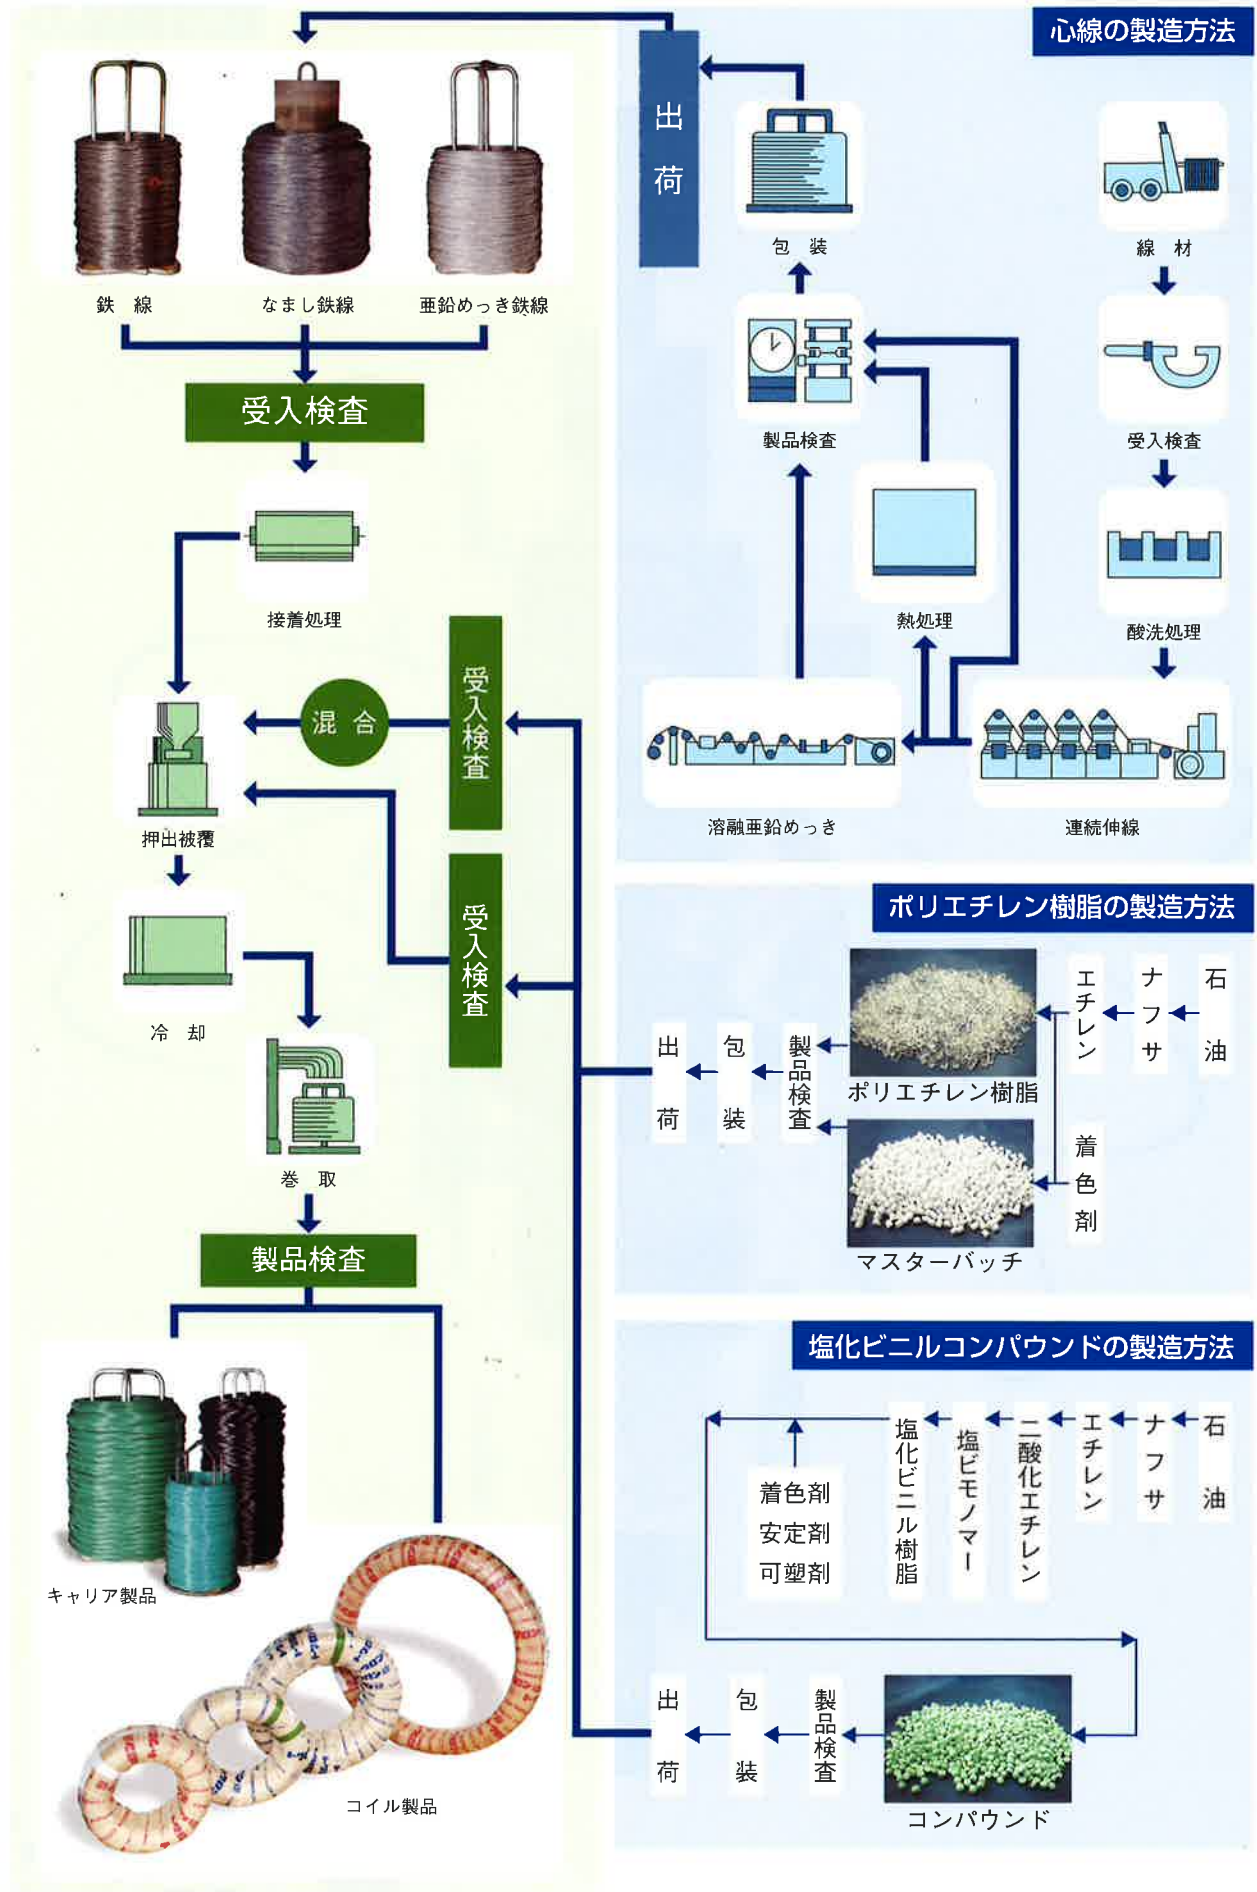 心線の製造方法
線材
受入検査
酸洗処理
連続伸線
溶融亜鉛めっき
熱処理
製品検査
包装
出荷
鉄線
なまし鉄線
亜鉛めっき鉄線
受入検査
接着処理
混合
受入検査
受入検査
押出被覆
冷却
巻取
製品検査
キャリア製品
コイル製品
ポリエチレン樹脂の製造方法
石油
ナフサ
エチレン
着色剤
ポリエチレン樹脂
マスターバッチ
製品検査
包装
出荷
塩化ビニルコンパウンドの製造方法
石油
ナフサ
エチレン
二酸化エチレン
塩ビモノマー
塩化ビニル樹脂
着色剤
安定剤
可塑剤
コンパウンド
製品検査
包装
出荷